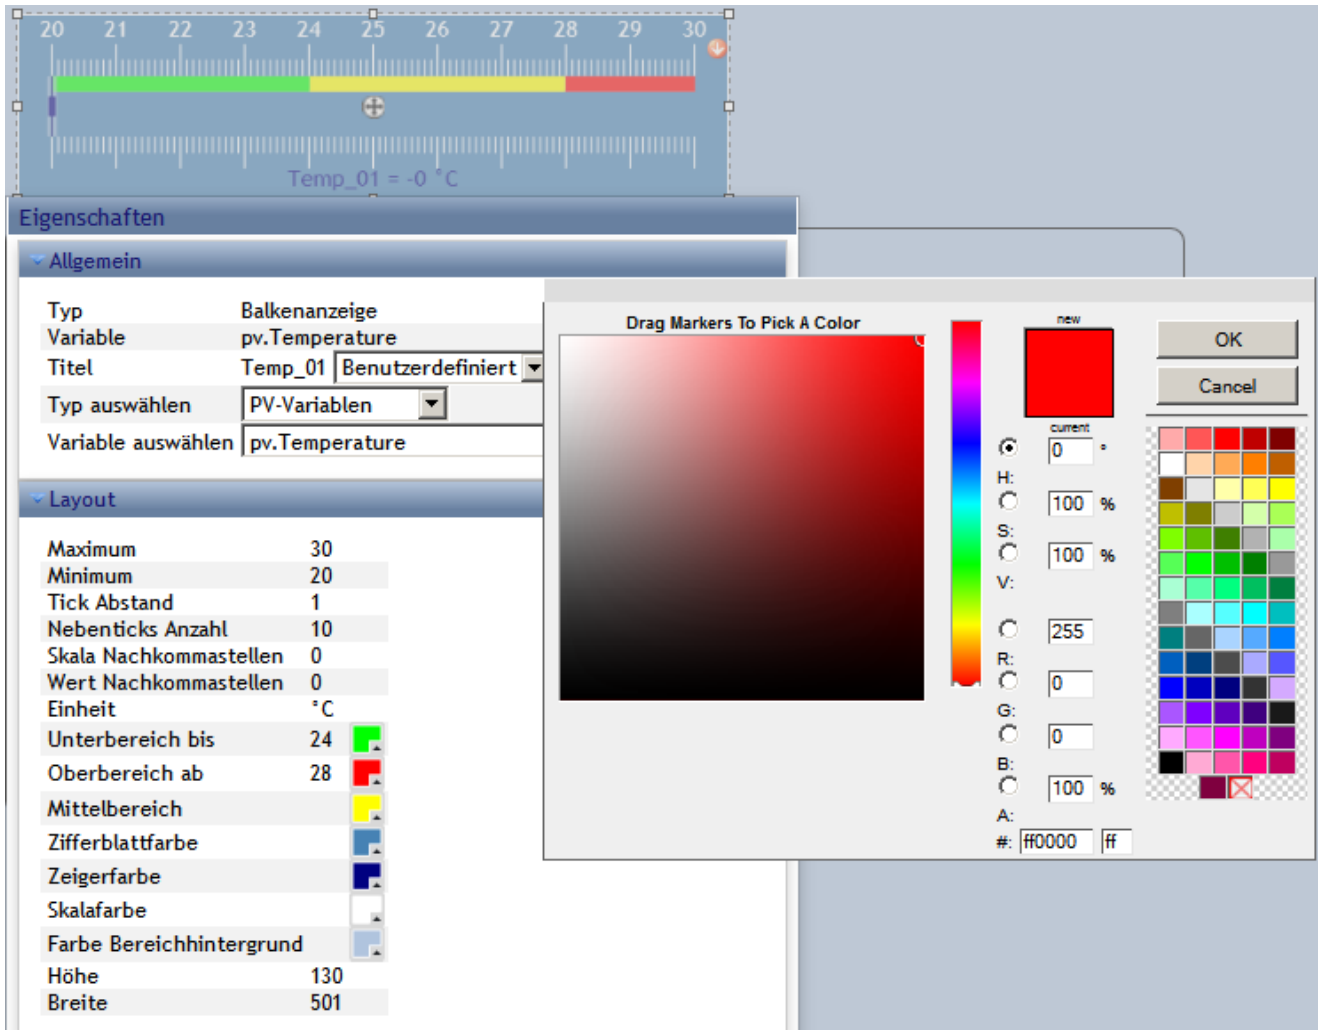 20 21 22 23 24 25 26 27 28 29 30
Temp_01 = -0 °C
Eigenschaften
Allgemein
Typ Balkenanzeige
Variable pv.Temperature
Titel Temp_01 Benutzerdefiniert
Typ auswählen PV-Variablen
Variable auswählen pv.Temperature
Layout
Maximum 30
Minimum 20
Tick Abstand 1
Nebenticks Anzahl 10
Skala Nachkommastellen 0
Wert Nachkommastellen 0
Einheit °C
Unterbereich bis 24
Oberbereich ab 28
Mittelbereich
Zifferblattfarbe
Zeigerfarbe
Skalafarbe
Farbe Bereichhintergrund
Höhe 130
Breite 501
Drag Markers To Pick A Color
new
current
OK
Cancel
0 °
H:
100 %
S:
100 %
V:
255
R:
0
G:
0
B:
100 %
A:
#: ff0000 ff